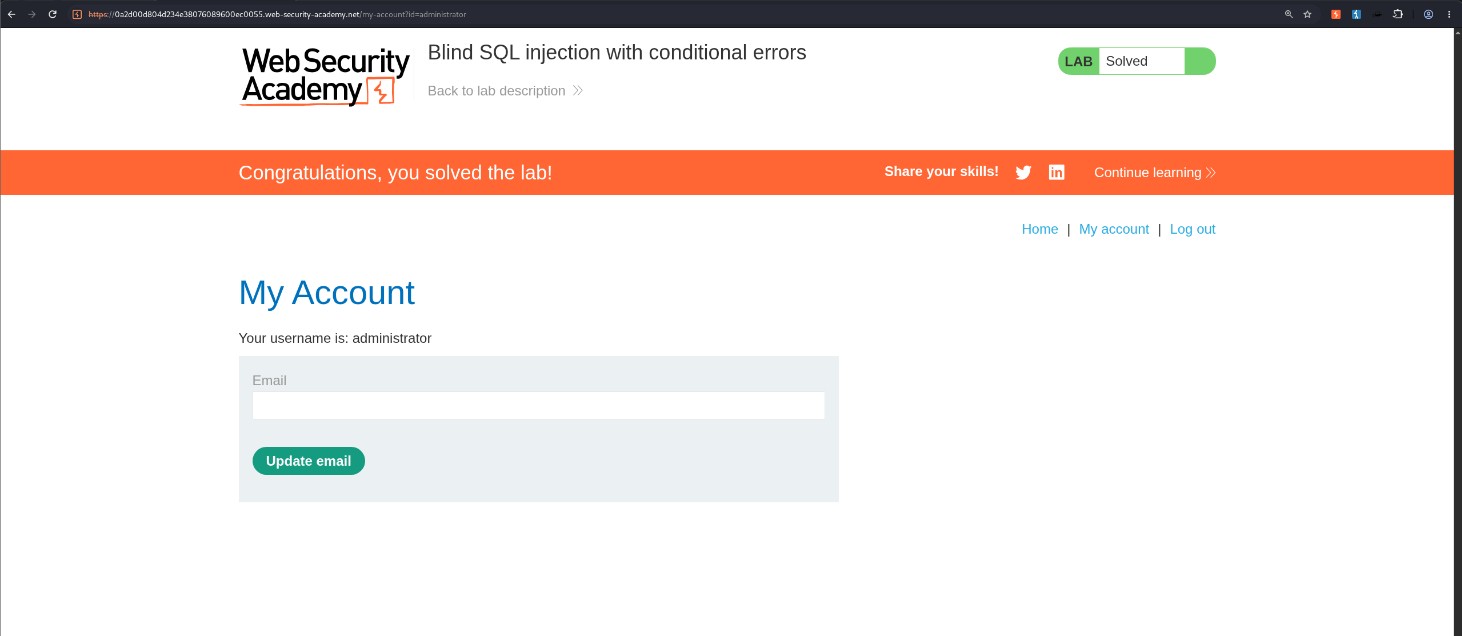 https://0a2d00d804d234e38076089600ec0055.web-security-academy.net/my-account?id=administrator
Web Security
Academy
Blind SQL injection with conditional errors
Back to lab description
LAB Solved
Congratulations, you solved the lab!
Share your skills!
Continue learning
Home | My account | Log out
My Account
Your username is: administrator
Email
Update email